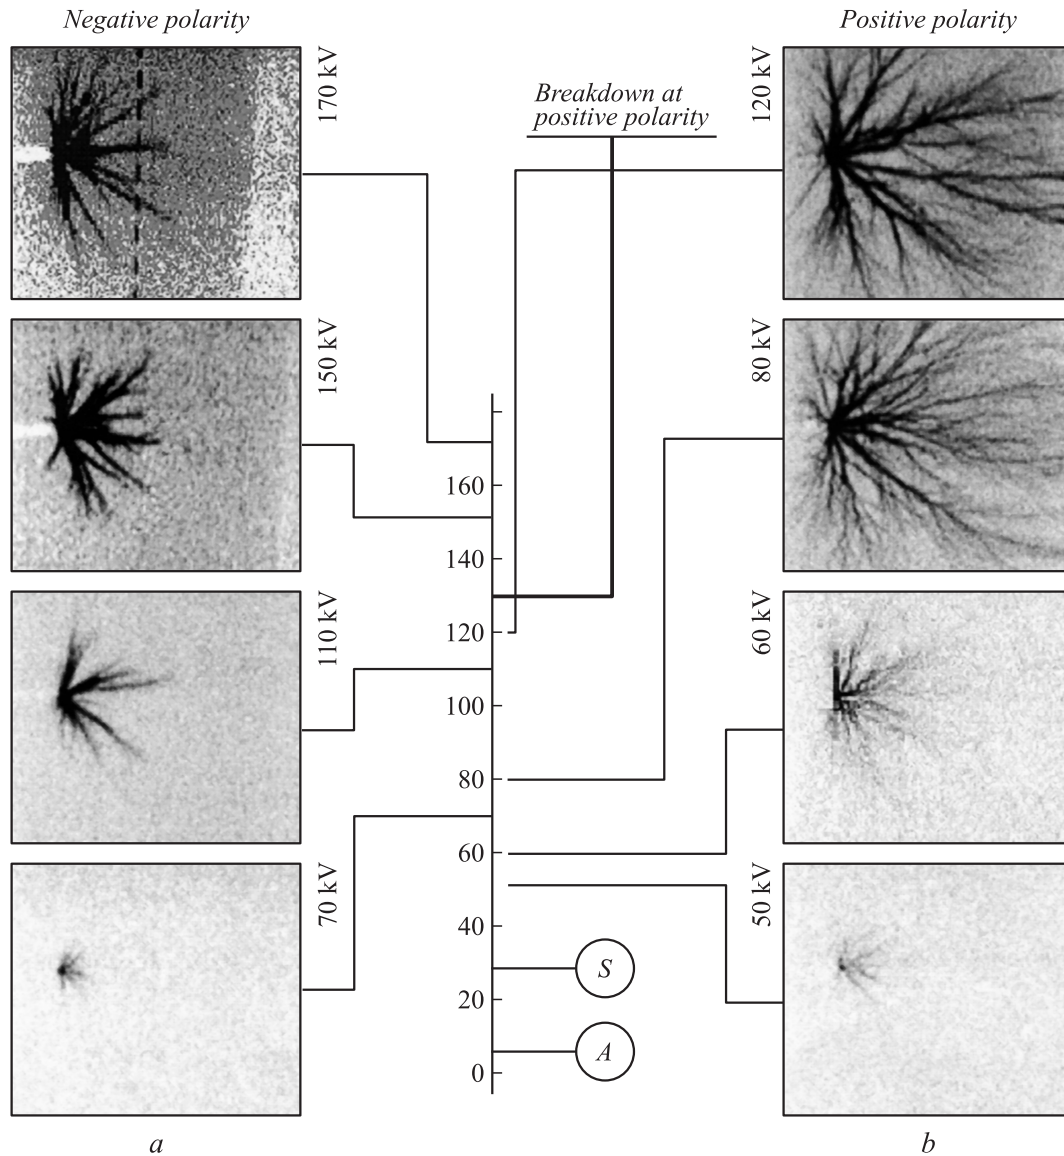 Negative polarity
Positive polarity
170 kV
120 kV
Breakdown at
positive polarity
150 kV
80 kV
160
140
110 kV
60 kV
120
100
80
70 kV
50 kV
60
40
S
20
A
0
a
b